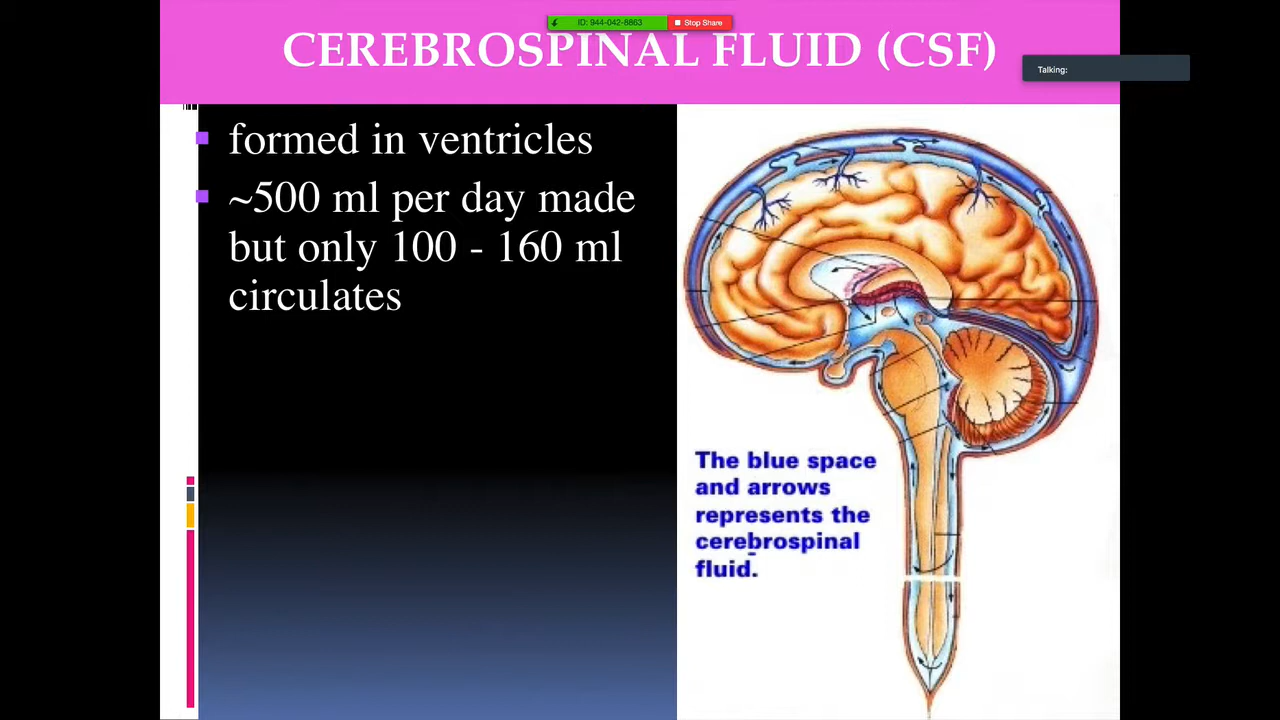 ID: 944-042-8863
Stop Share
CEREBROSPINAL FLUID (CSF)
Talking:
formed in ventricles
~500 ml per day made
but only 100 - 160 ml
circulates
The blue space
and arrows
represents the
cerebrospinal
fluid.